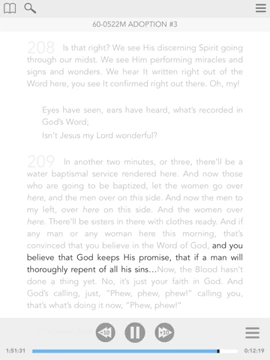 60-0522M ADOPTION #3
208 Is that right? We see His discerning Spirit going
through our midst. We see Him performing miracles and
signs and wonders. We hear It written right out of the
Word here, you see It confirmed right out there. Oh, my!
Eyes have seen, ears have heard, what's recorded in
God's Word,
Isn't Jesus my Lord wonderful?
209 In another two minutes, or three, there'll be a
water baptismal service rendered here. And now those
who are going to be baptized, let the women go over
here, and the men over on this side. And now the men to
my left, over here on this side. And the women over
here. There'll be sisters in there with clothes ready. And if
any man or any woman here this morning, that's
convinced that you believe in the Word of God, and you
believe that God keeps His promise, that if a man will
thoroughly repent of all his sins…Now, the Blood hasn't
done a thing yet. No, it's just your faith in God. And
God's calling, just, "Phew, phew, phew!" calling you,
that's what's doing it now, "Phew, phew!"
1:51:31
0:12:19